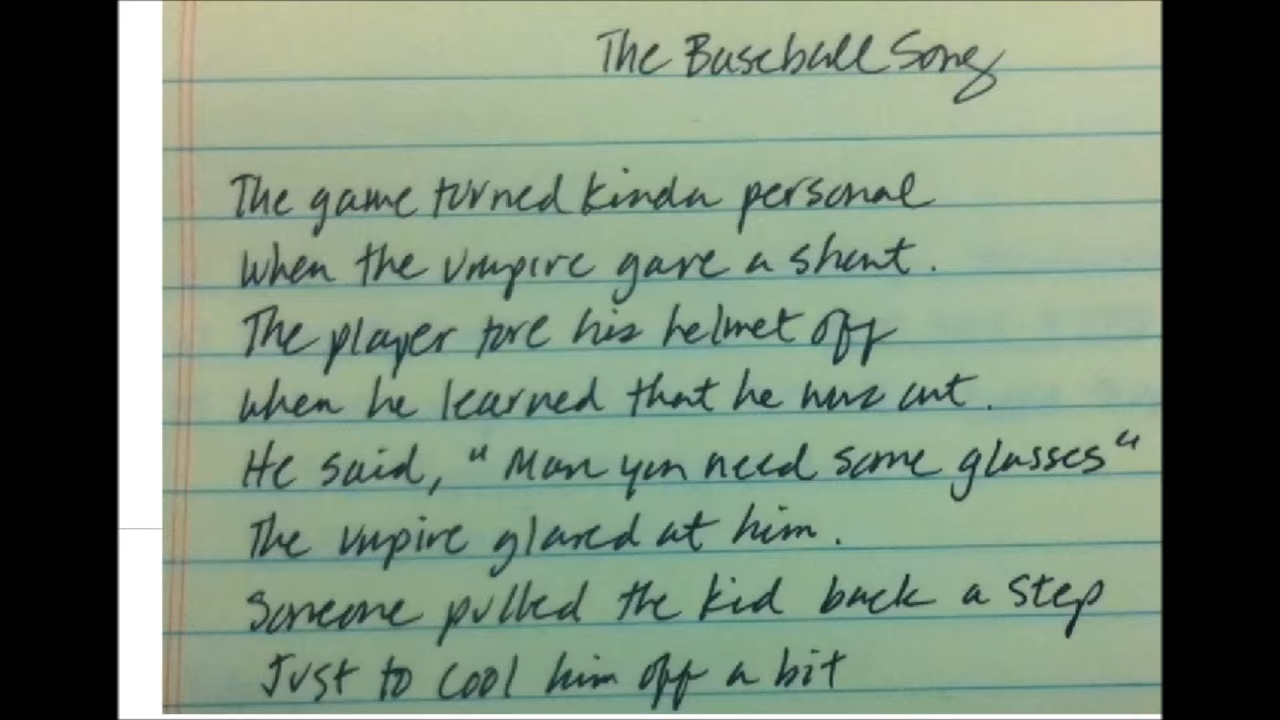 The Baseball Song
The game turned kinda personal
when the umpire gave a shout.
The player tore his helmet off
when he learned that he was out.
He said, "Man you need some glasses"
The umpire glared at him.
Someone pulled the kid back a step
Just to cool him off a bit